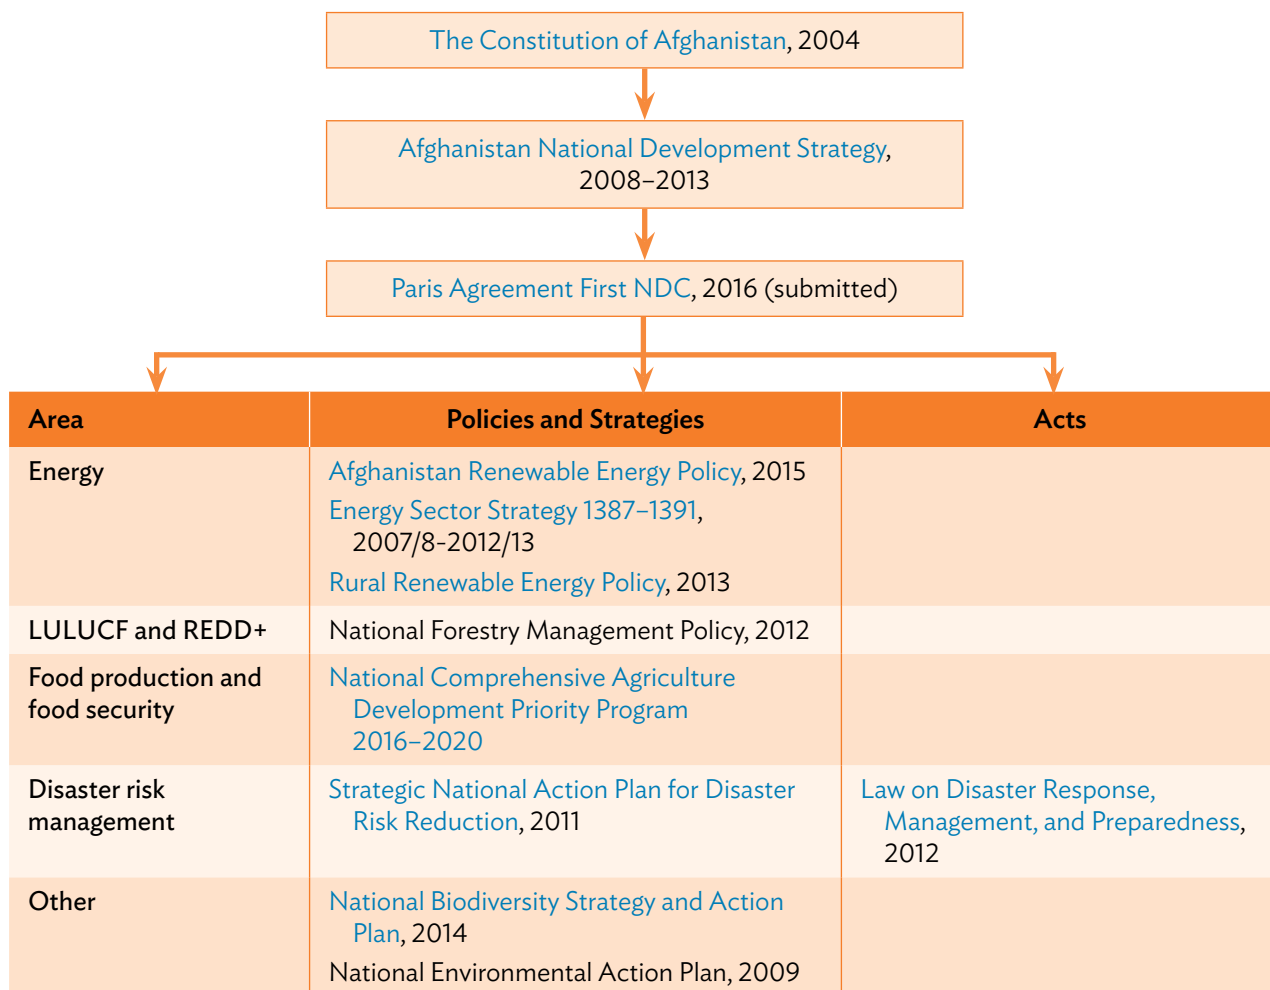 The Constitution of Afghanistan, 2004
Afghanistan National Development Strategy,
2008–2013
Paris Agreement First NDC, 2016 (submitted)
Area
Policies and Strategies
Acts
Energy
Afghanistan Renewable Energy Policy, 2015
Energy Sector Strategy 1387–1391,
2007/8-2012/13
Rural Renewable Energy Policy, 2013
LULUCF and REDD+
National Forestry Management Policy, 2012
Food production and
food security
National Comprehensive Agriculture
Development Priority Program
2016–2020
Disaster risk
management
Strategic National Action Plan for Disaster
Risk Reduction, 2011
Law on Disaster Response,
Management, and Preparedness,
2012
Other
National Biodiversity Strategy and Action
Plan, 2014
National Environmental Action Plan, 2009